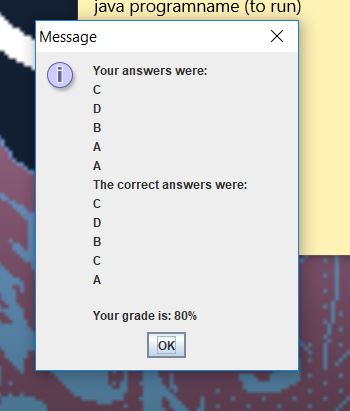 java programname (to run)
Message
Your answers were:
C
D
B
A
A
The correct answers were:
C
D
B
C
A
Your grade is: 80%
OK